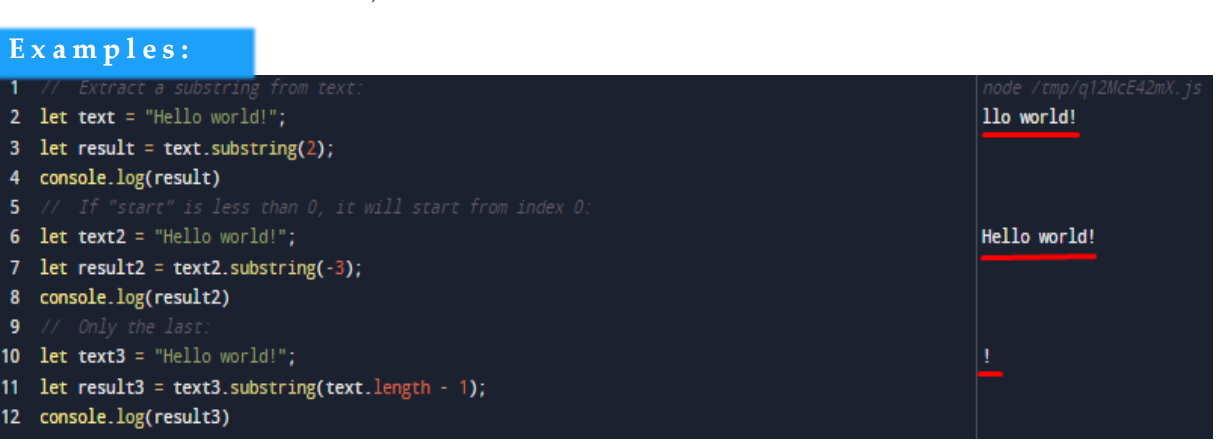 Examples:
1 // Extract a substring from text: node /tmp/q12McE42mX.js
2 let text = "Hello world!"; llo world!
3 let result = text.substring(2);
4 console.log(result)
5 // If "start" is less than 0, it will start from index 0:
6 let text2 = "Hello world!"; Hello world!
7 let result2 = text2.substring(-3);
8 console.log(result2)
9 // Only the last:
10 let text3 = "Hello world!"; !
11 let result3 = text3.substring(text.length - 1);
12 console.log(result3)